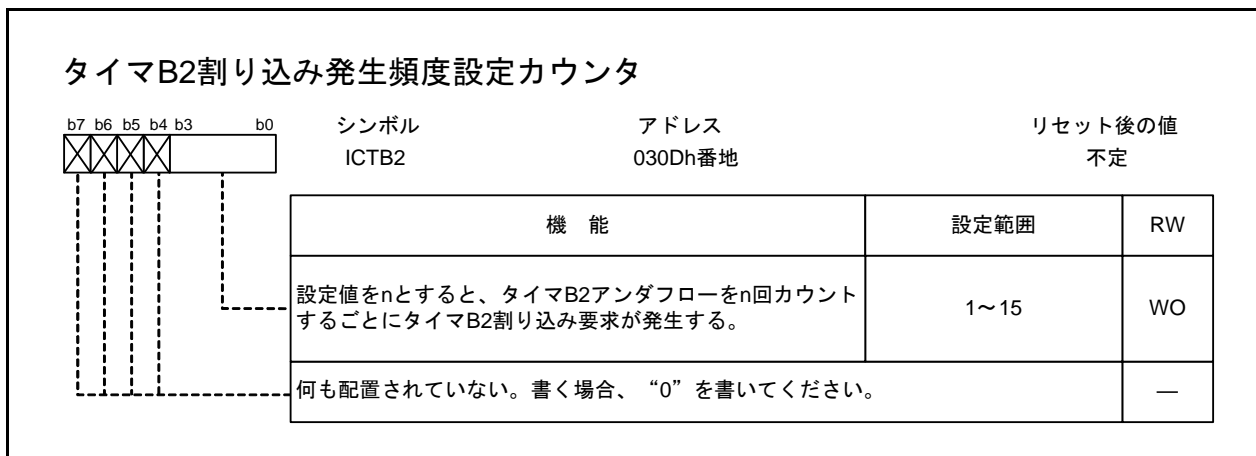 タイマB2割り込み発生頻度設定カウンタ
b7 b6 b5 b4 b3 b0
シンボル アドレス リセット後の値
ICTB2 030Dh番地 不定
機 能 設定範囲 RW
設定値をnとすると、タイマB2アンダフローをn回カウント
するごとにタイマB2割り込み要求が発生する。
1～15 WO
何も配置されていない。書く場合、“0”を書いてください。 —